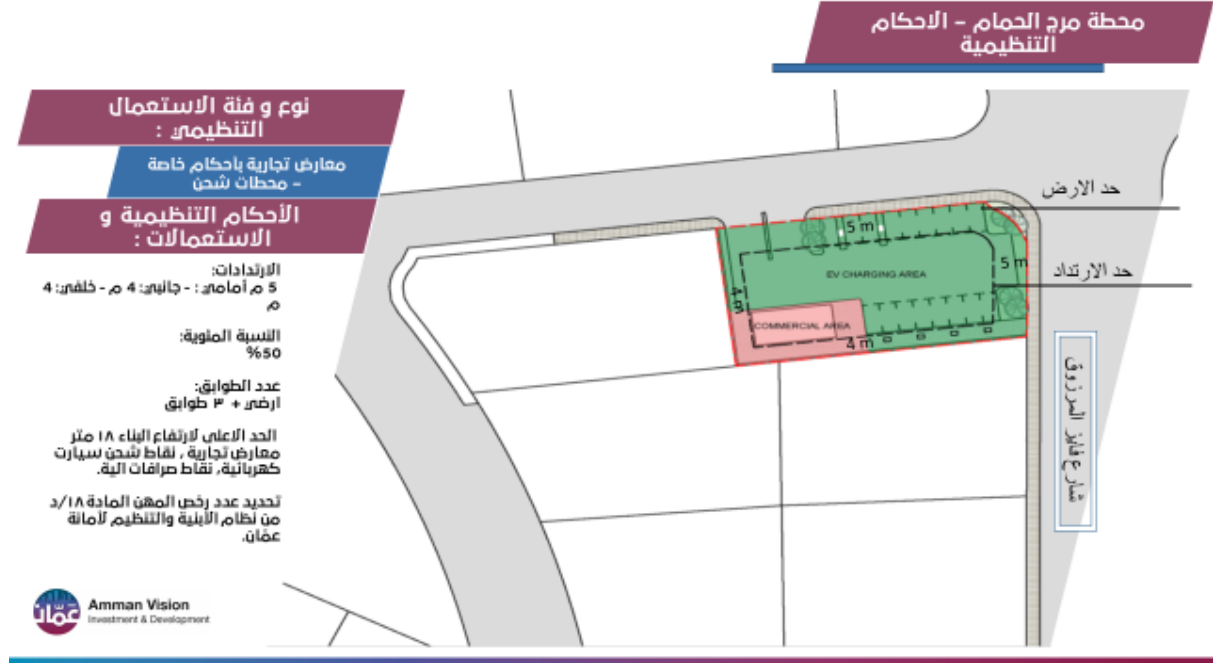 محطة مرج الحمام – الاحكام
التنظيمية
نوع و فئة الاستعمال
التنظيمي :
معارض تجارية بأحكام خاصة
– محطات شحن
الأحكام التنظيمية و
الاستعمالات :
الارتدادات:
5 م أمامي : - جانبي: 4 م - خلفي: 4
م
النسبة المئوية:
50%
عدد الطوابق:
ارضي + ٣ طوابق
الحد الاعلى لارتفاع البناء ١٨ متر
معارض تجارية ، نقاط شحن سيارت
كهربائية، نقاط صرافات الية.
تحديد عدد رخص المهن المادة ١٨/د
من نظام الأبنية والتنظيم لأمانة
عمّان.
حد الارض
حد الارتداد
5 m
5 m
EV CHARGING AREA
4 m
COMMERCIAL AREA
4 m
شارع فايز المرزوق
عمّان
Amman Vision
Investment & Development